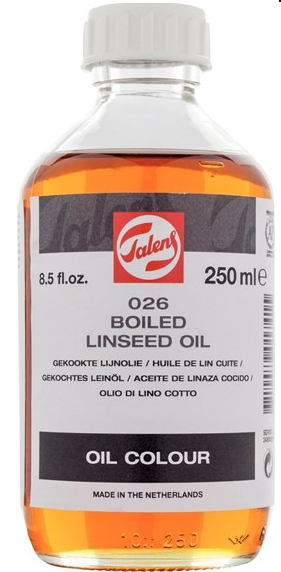 Talens
8.5 fl.oz.
250 ml e
026
BOILED
LINSEED OIL
GEKOOKTE LIJNOLIE / HUILE DE LIN CUITE /
GEKOCHTES LEINÖL / ACEITE DE LINAZA COCIDO /
OLIO DI LINO COTTO
OIL COLOUR
MADE IN THE NETHERLANDS